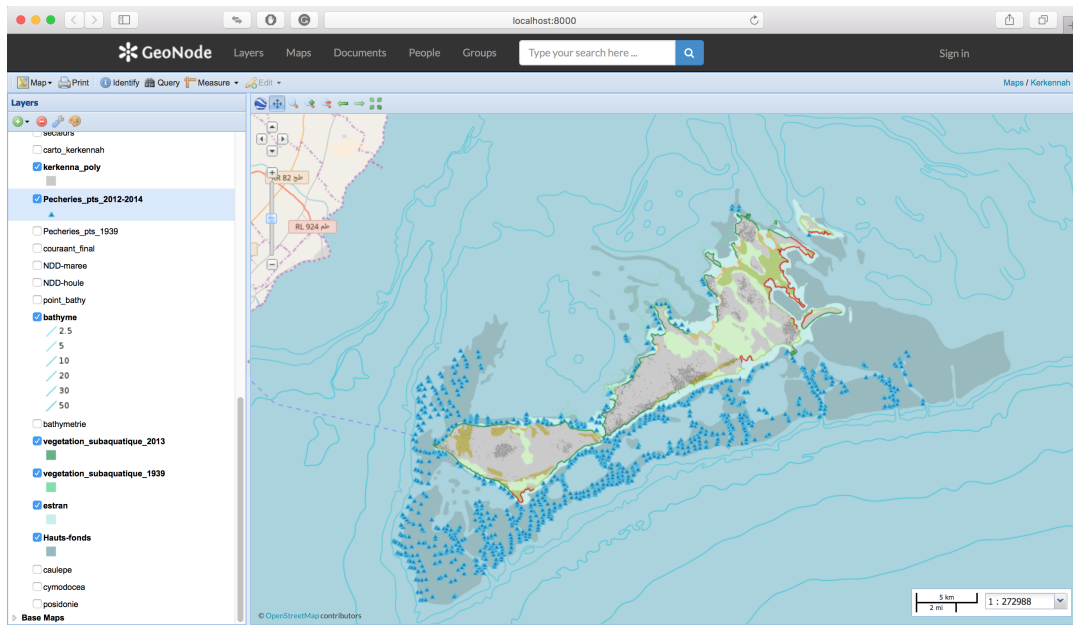 localhost:8000
GeoNode
Layers
Maps
Documents
People
Groups
Type your search here ...
Sign in
Map
Print
Identify
Query
Measure
Edit
Maps / Kerkennah
Layers
secteurs
carto_kerkennah
kerkenna_poly
Pecheries_pts_2012-2014
Pecheries_pts_1939
couraant_final
NDD-maree
NDD-houle
point_bathy
bathyme
2.5
5
10
20
30
50
bathymetrie
vegetation_subaquatique_2013
vegetation_subaquatique_1939
estran
Hauts-fonds
caulepe
cymodocea
posidonie
Base Maps
RR 82 طج
RL 924 طم
© OpenStreetMap contributors
5 km
2 mi
1 : 272988